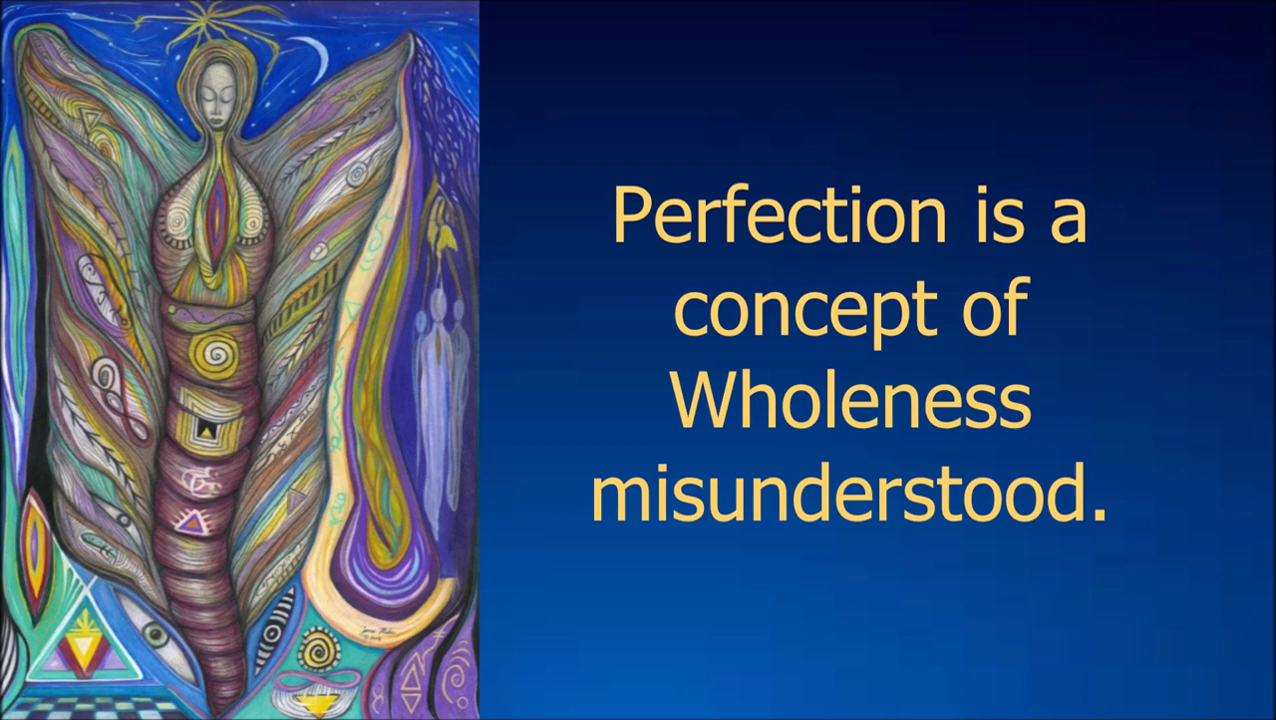 Perfection is a
concept of
Wholeness
misunderstood.